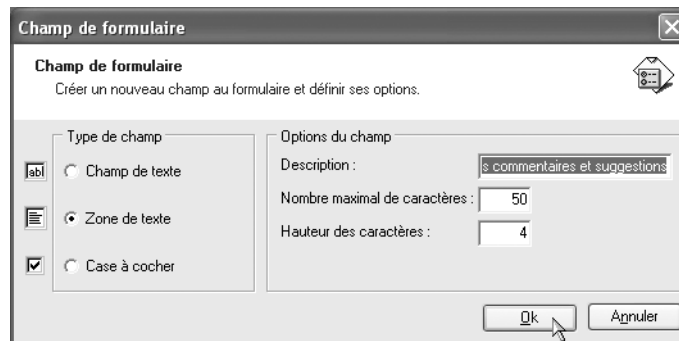 Champ de formulaire
Champ de formulaire
Créer un nouveau champ au formulaire et définir ses options.
Type de champ
abl
Champ de texte
Zone de texte
Case à cocher
Options du champ
Description :
s commentaires et suggestions
Nombre maximal de caractères :
50
Hauteur des caractères :
4
Ok
Annuler